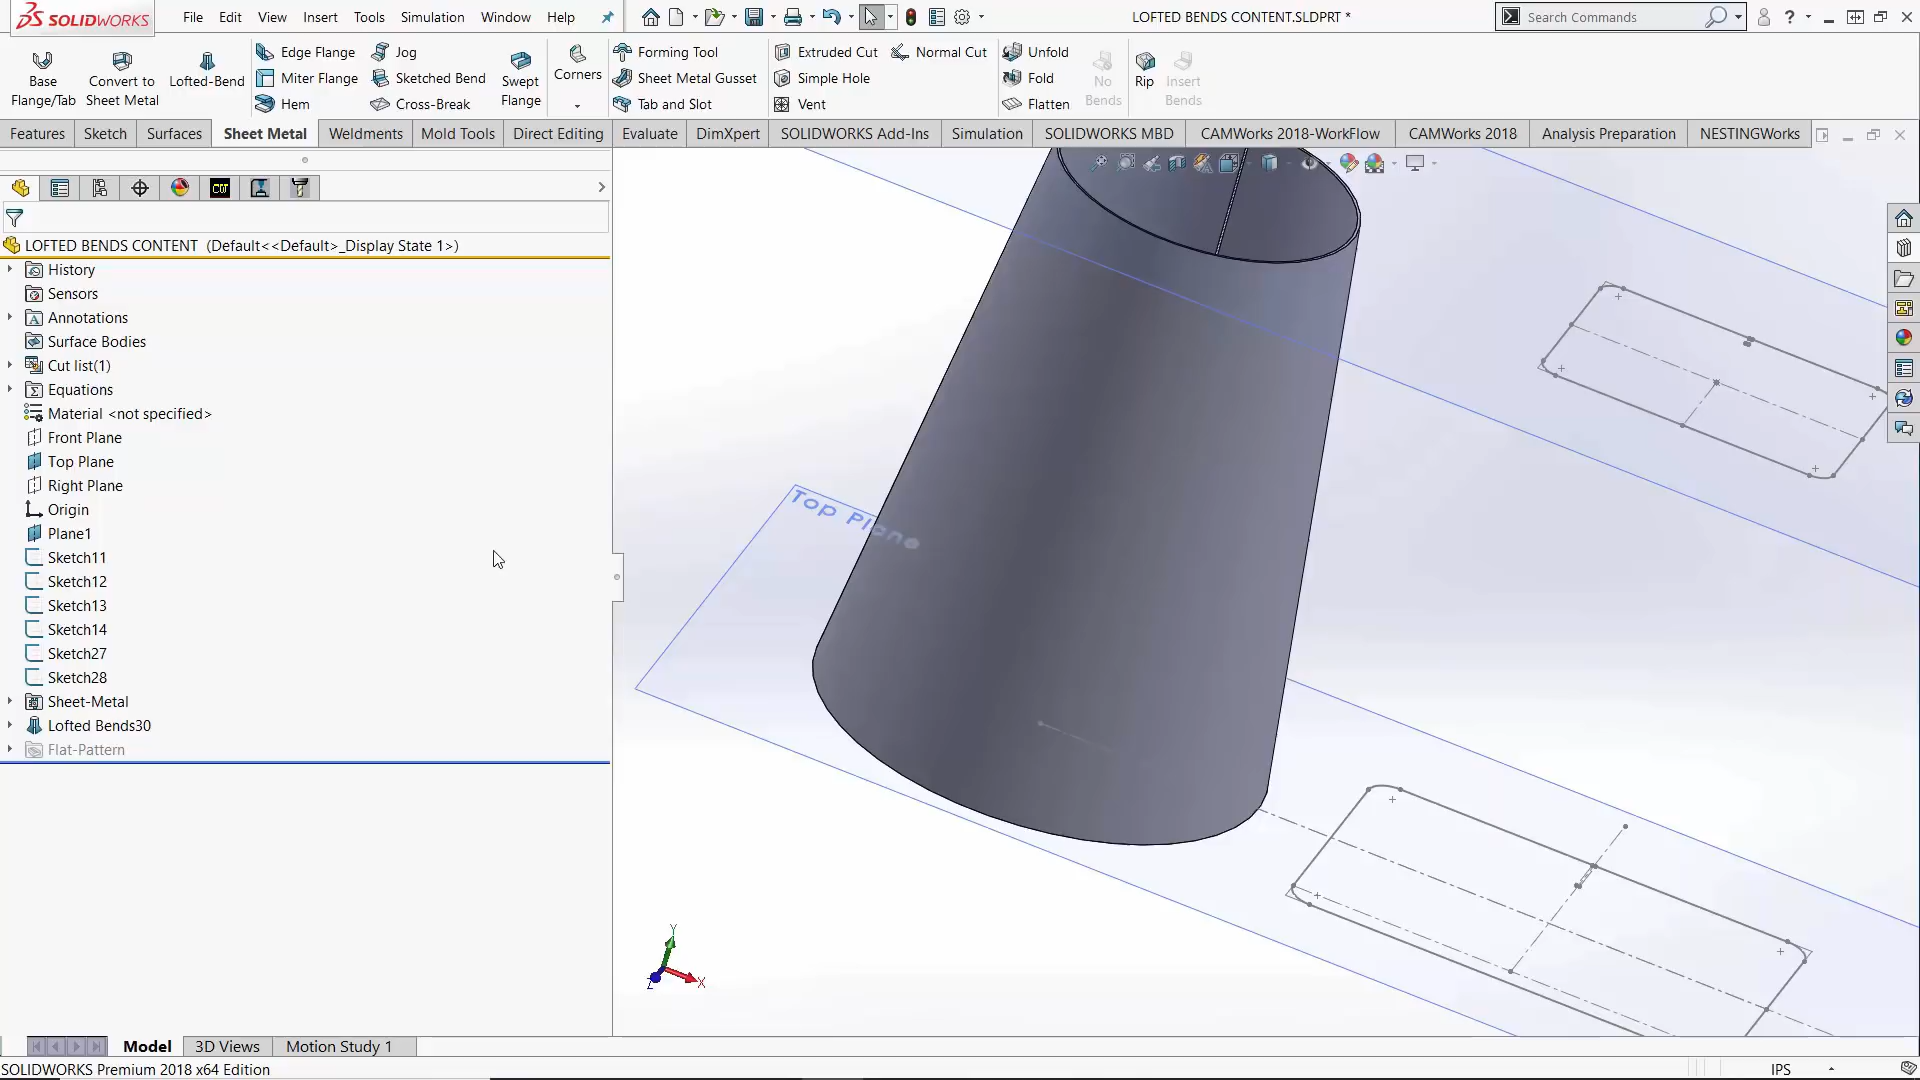 SOLIDWORKS File Edit View Insert Tools Simulation Window Help LOFTED BENDS CONTENT.SLDPRT * Search Commands ?
Base Flange/Tab
Convert to Sheet Metal
Lofted-Bend
Edge Flange
Miter Flange
Hem
Jog
Sketched Bend
Cross-Break
Swept Flange
Corners
Forming Tool
Sheet Metal Gusset
Tab and Slot
Extruded Cut
Simple Hole
Vent
Normal Cut
Unfold
Fold
Flatten
No Bends
Rip
Insert Bends
Features Sketch Surfaces Sheet Metal Weldments Mold Tools Direct Editing Evaluate DimXpert SOLIDWORKS Add-Ins Simulation SOLIDWORKS MBD CAMWorks 2018-WorkFlow CAMWorks 2018 Analysis Preparation NESTINGWorks
CW
LOFTED BENDS CONTENT (Default<<Default>_Display State 1>)
History
Sensors
Annotations
Surface Bodies
Cut list(1)
Equations
Material <not specified>
Front Plane
Top Plane
Right Plane
Origin
Plane1
Sketch11
Sketch12
Sketch13
Sketch14
Sketch27
Sketch28
Sheet-Metal
Lofted Bends30
Flat-Pattern
Top Plane
Y
X
Z
Model 3D Views Motion Study 1
SOLIDWORKS Premium 2018 x64 Edition IPS